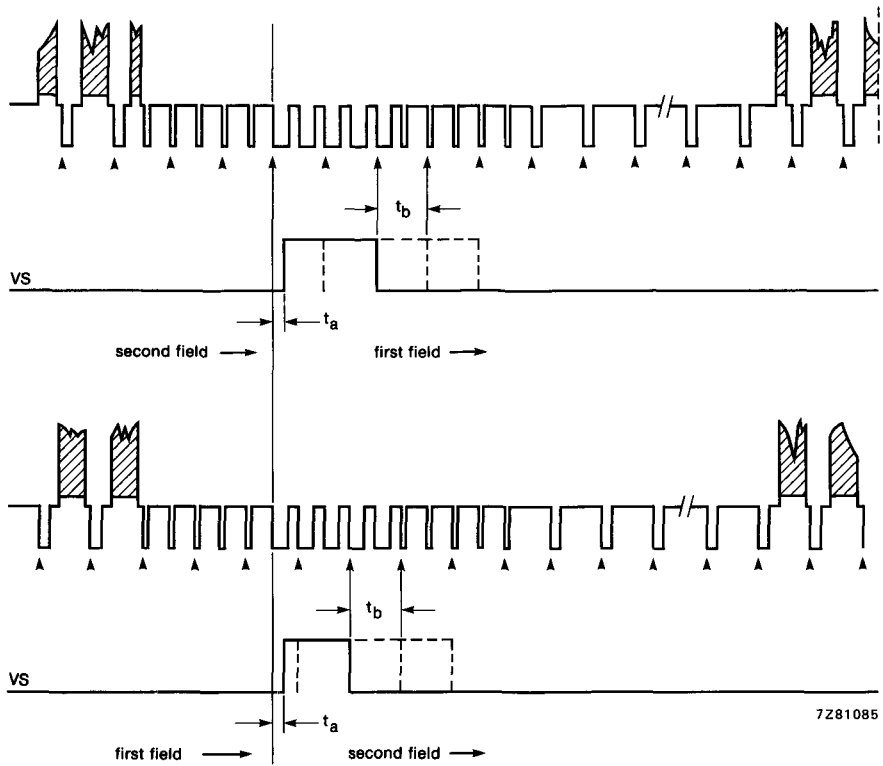 //
t_b
VS
t_a
second field → first field →
//
t_b
VS
t_a
7Z81085
first field → second field →